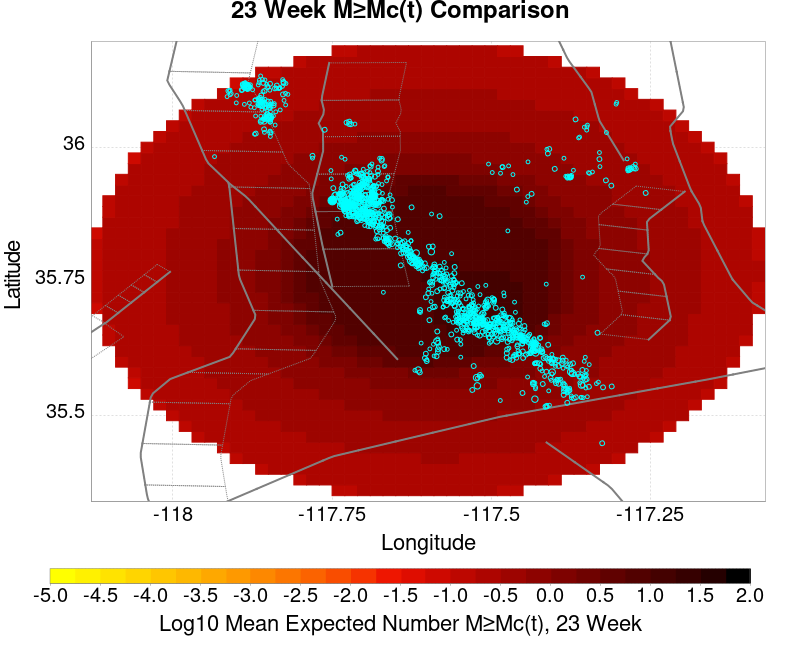 23 Week M≥Mc(t) Comparison
36
35.75
35.5
Latitude
-118 -117.75 -117.5 -117.25
Longitude
-5.0 -4.5 -4.0 -3.5 -3.0 -2.5 -2.0 -1.5 -1.0 -0.5 0.0 0.5 1.0 1.5 2.0
Log10 Mean Expected Number M≥Mc(t), 23 Week